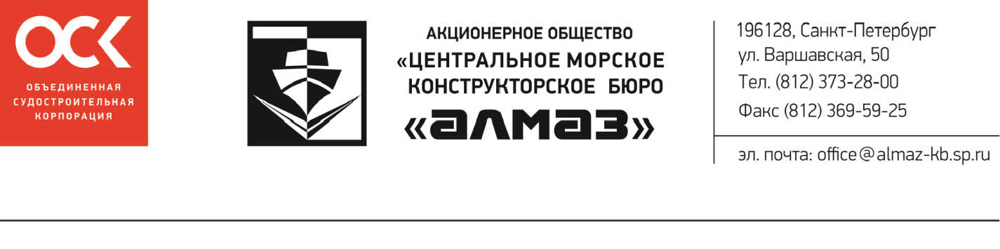 ОСК
ОБЪЕДИНЕННАЯ
СУДОСТРОИТЕЛЬНАЯ
КОРПОРАЦИЯ
АКЦИОНЕРНОЕ ОБЩЕСТВО
«ЦЕНТРАЛЬНОЕ МОРСКОЕ
КОНСТРУКТОРСКОЕ БЮРО
«АЛМАЗ»
196128, Санкт-Петербург
ул. Варшавская, 50
Тел. (812) 373-28-00
Факс (812) 369-59-25
эл. почта: office@almaz-kb.sp.ru